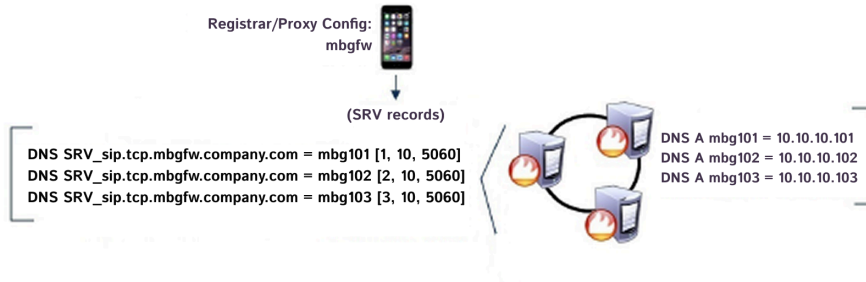 Registrar/Proxy Config:
mbgfw
(SRV records)
DNS SRV_sip.tcp.mbgfw.company.com = mbg101 [1, 10, 5060]
DNS SRV_sip.tcp.mbgfw.company.com = mbg102 [2, 10, 5060]
DNS SRV_sip.tcp.mbgfw.company.com = mbg103 [3, 10, 5060]
DNS A mbg101 = 10.10.10.101
DNS A mbg102 = 10.10.10.102
DNS A mbg103 = 10.10.10.103